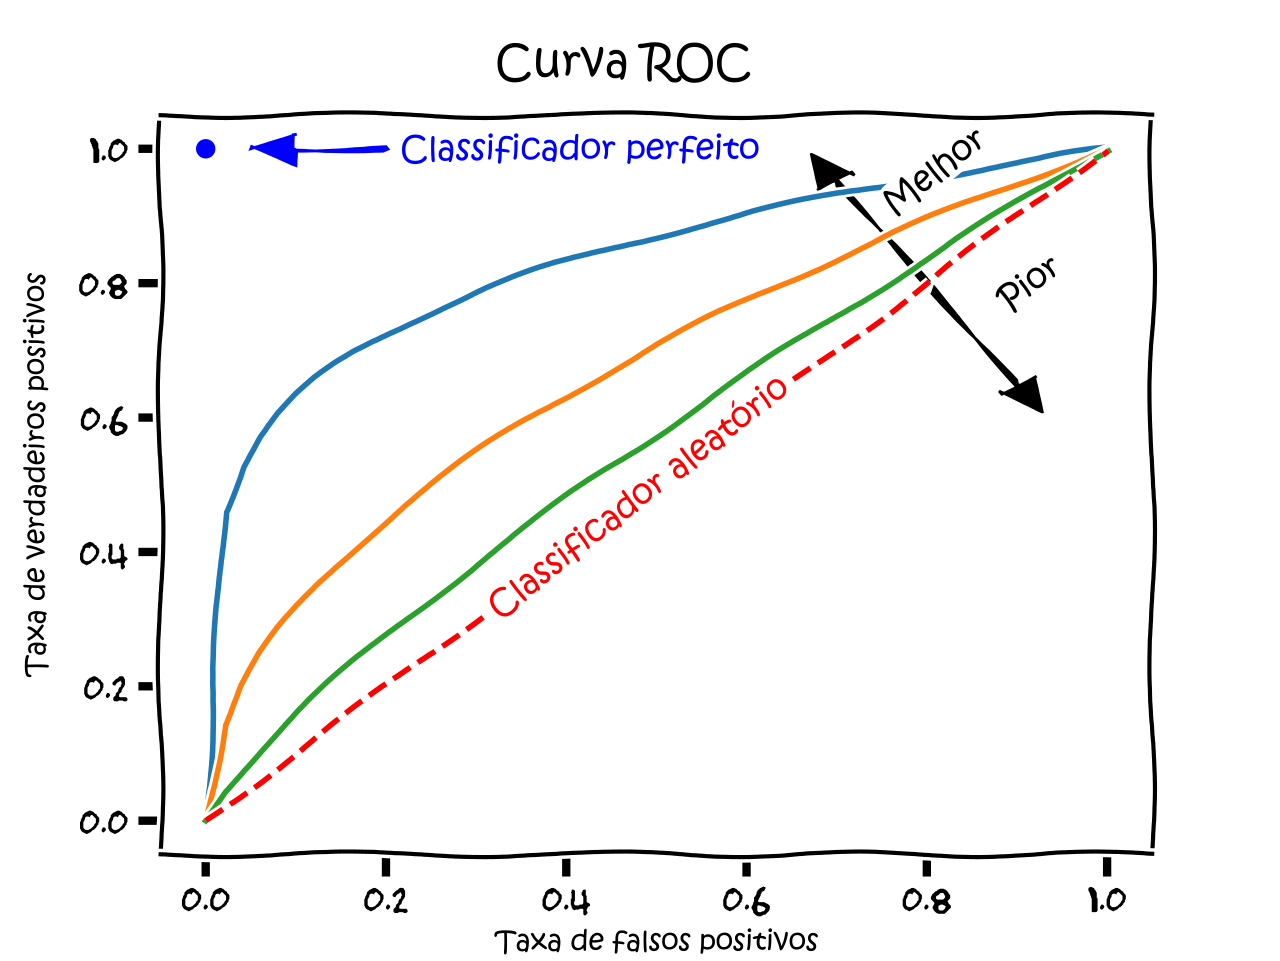 Curva ROC
Classificador perfeito
Melhor
Pior
Classificador aleatório
Taxa de verdadeiros positivos
1.0
0.8
0.6
0.4
0.2
0.0
0.0 0.2 0.4 0.6 0.8 1.0
Taxa de falsos positivos